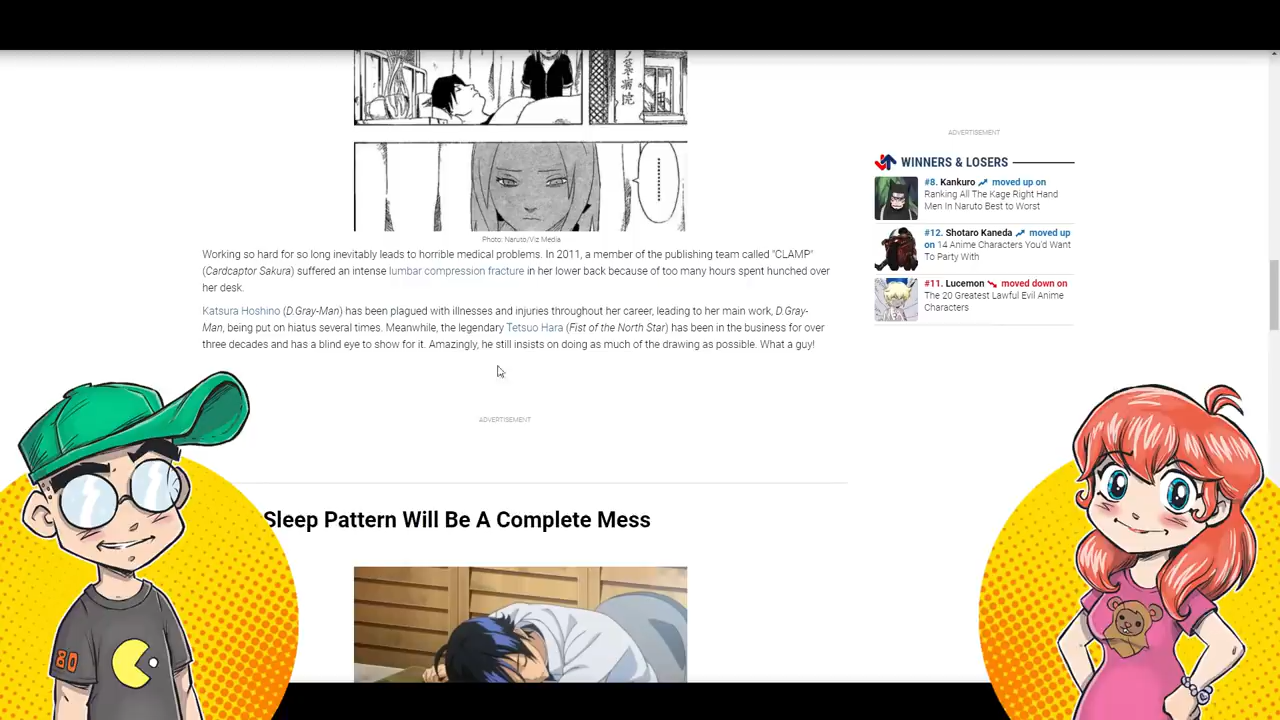 ノ葉病院
Photo: Naruto/Viz Media
Working so hard for so long inevitably leads to horrible medical problems. In 2011, a member of the publishing team called "CLAMP"
(Cardcaptor Sakura) suffered an intense lumbar compression fracture in her lower back because of too many hours spent hunched over
her desk.
Katsura Hoshino (D.Gray-Man) has been plagued with illnesses and injuries throughout her career, leading to her main work, D.Gray-
Man, being put on hiatus several times. Meanwhile, the legendary Tetsuo Hara (Fist of the North Star) has been in the business for over
three decades and has a blind eye to show for it. Amazingly, he still insists on doing as much of the drawing as possible. What a guy!
ADVERTISEMENT
Sleep Pattern Will Be A Complete Mess
ADVERTISEMENT
WINNERS & LOSERS
#8. Kankuro moved up on
Ranking All The Kage Right Hand
Men In Naruto Best to Worst
#12. Shotaro Kaneda moved up
on 14 Anime Characters You'd Want
To Party With
#11. Lucemon moved down on
The 20 Greatest Lawful Evil Anime
Characters
80